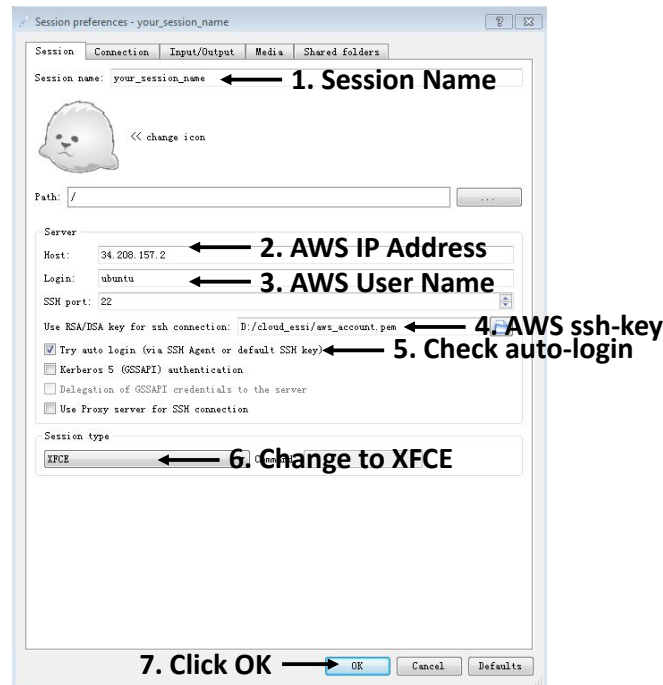 Session preferences - your_session_name
Session Connection Input/Output Media Shared folders
Session name: your_session_name 1. Session Name
<< change icon
Path: / ...
Server
Host: 34.208.157.2 2. AWS IP Address
Login: ubuntu 3. AWS User Name
SSH port: 22
Use RSA/DSA key for ssh connection: D:/cloud_essi/aws_account.pem 4. AWS ssh-key
Try auto login (via SSH Agent or default SSH key) 5. Check auto-login
Kerberos 5 (GSSAPI) authentication
Delegation of GSSAPI credentials to the server
Use Proxy server for SSH connection
Session type
XFCE 6. Change to XFCE
7. Click OK OK Cancel Defaults